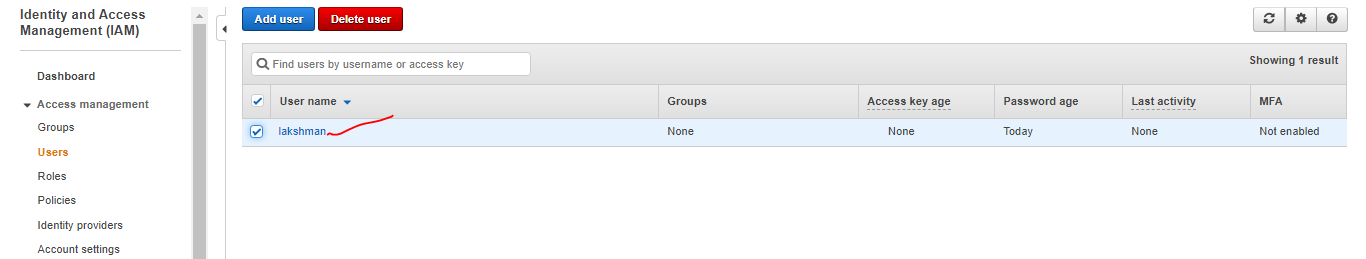 Identity and Access
Management (IAM)
Dashboard
Access management
Groups
Users
Roles
Policies
Identity providers
Account settings
Add user Delete user
Find users by username or access key
Showing 1 result
User name Groups Access key age Password age Last activity MFA
lakshman None None Today None Not enabled